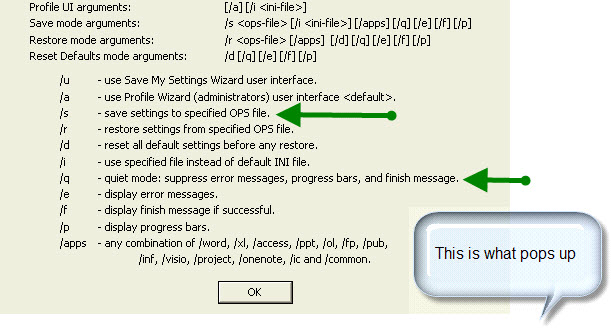 Profile UI arguments: [/a] [/i <ini-file>]
Save mode arguments: /s <ops-file> [/i <ini-file>] [/apps] [/q] [/e] [/f] [/p]
Restore mode arguments: /r <ops-file> [/apps] [/d] [/q] [/e] [/f] [/p]
Reset Defaults mode arguments: /d [/q] [/e] [/f] [/p]
/u - use Save My Settings Wizard user interface.
/a - use Profile Wizard (administrators) user interface <default>.
/s - save settings to specified OPS file.
/r - restore settings from specified OPS file.
/d - reset all default settings before any restore.
/i - use specified file instead of default INI file.
/q - quiet mode: suppress error messages, progress bars, and finish message.
/e - display error messages.
/f - display finish message if successful.
/p - display progress bars.
/apps - any combination of /word, /xl, /access, /ppt, /ol, /fp, /pub,
/inf, /visio, /project, /onenote, /ic and /common.
This is what pops up
OK